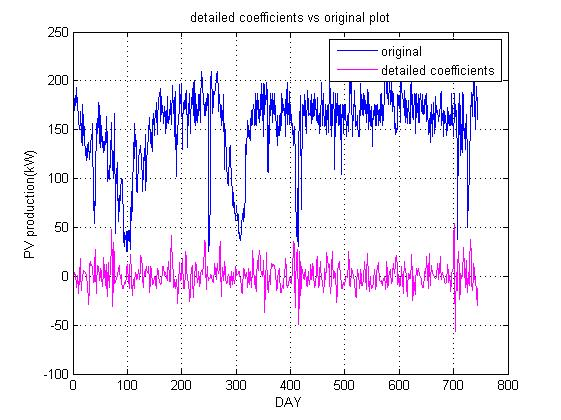 detailed coefficients vs original plot
250
200
150
100
50
0
-50
-100
PV production(kW)
original
detailed coefficients
0 100 200 300 400 500 600 700 800
DAY